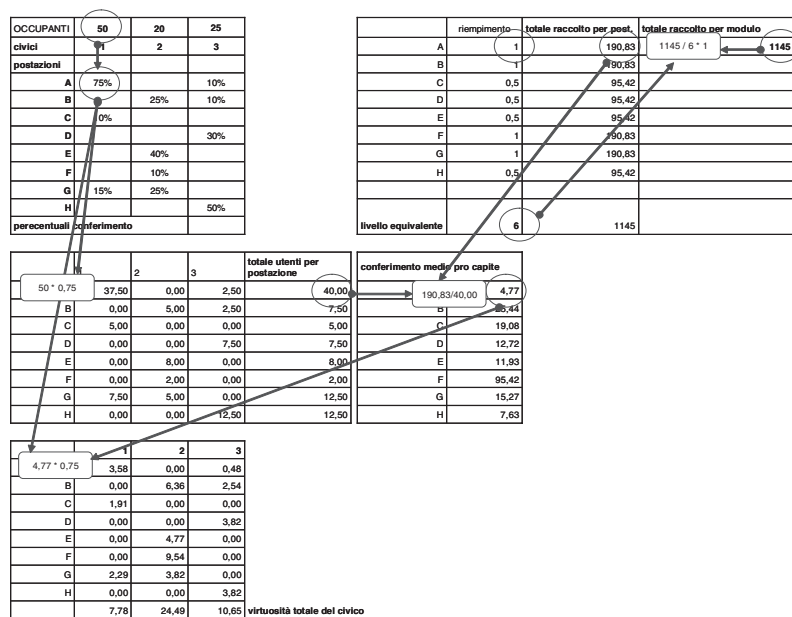 OCCUPANTI 50 20 25
civici 1 2 3
postazioni
A 75% 10%
B 25% 10%
C 0%
D 30%
E 40%
F 10%
G 15% 25%
H 50%
perecentuali conferimento
riempimento totale raccolto per post. totale raccolto per modulo
A 1 190,83 1145 / 6 * 1 1145
B 1 190,83
C 0,5 95,42
D 0,5 95,42
E 0,5 95,42
F 1 190,83
G 1 190,83
H 0,5 95,42
livello equivalente 6 1145
2 3 totale utenti per
postazione
50 * 0,75 37,50 0,00 2,50 40,00
B 0,00 5,00 2,50 7,50
C 5,00 0,00 0,00 5,00
D 0,00 0,00 7,50 7,50
E 0,00 8,00 0,00 8,00
F 0,00 2,00 0,00 2,00
G 7,50 5,00 0,00 12,50
H 0,00 0,00 12,50 12,50
conferimento medio pro capite
190,83/40,00 4,77
B ,44
C 19,08
D 12,72
E 11,93
F 95,42
G 15,27
H 7,63
1 2 3
4,77 * 0,75 3,58 0,00 0,48
B 0,00 6,36 2,54
C 1,91 0,00 0,00
D 0,00 0,00 3,82
E 0,00 4,77 0,00
F 0,00 9,54 0,00
G 2,29 3,82 0,00
H 0,00 0,00 3,82
7,78 24,49 10,65 virtuosità totale del civico